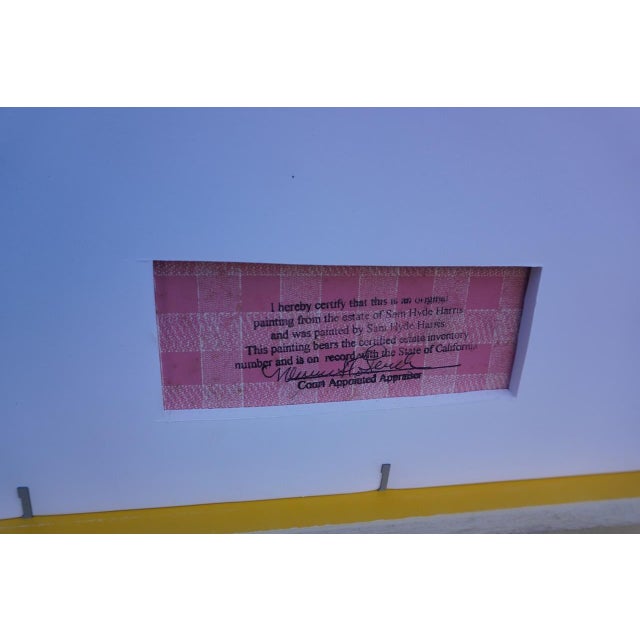 I hereby certify that this is an original
painting from the estate of Sam Hyde Harris
and was painted by Sam Hyde Harris.
This painting bears the certified estate inventory
number and is on record with the State of California.
Court Appointed Appraiser